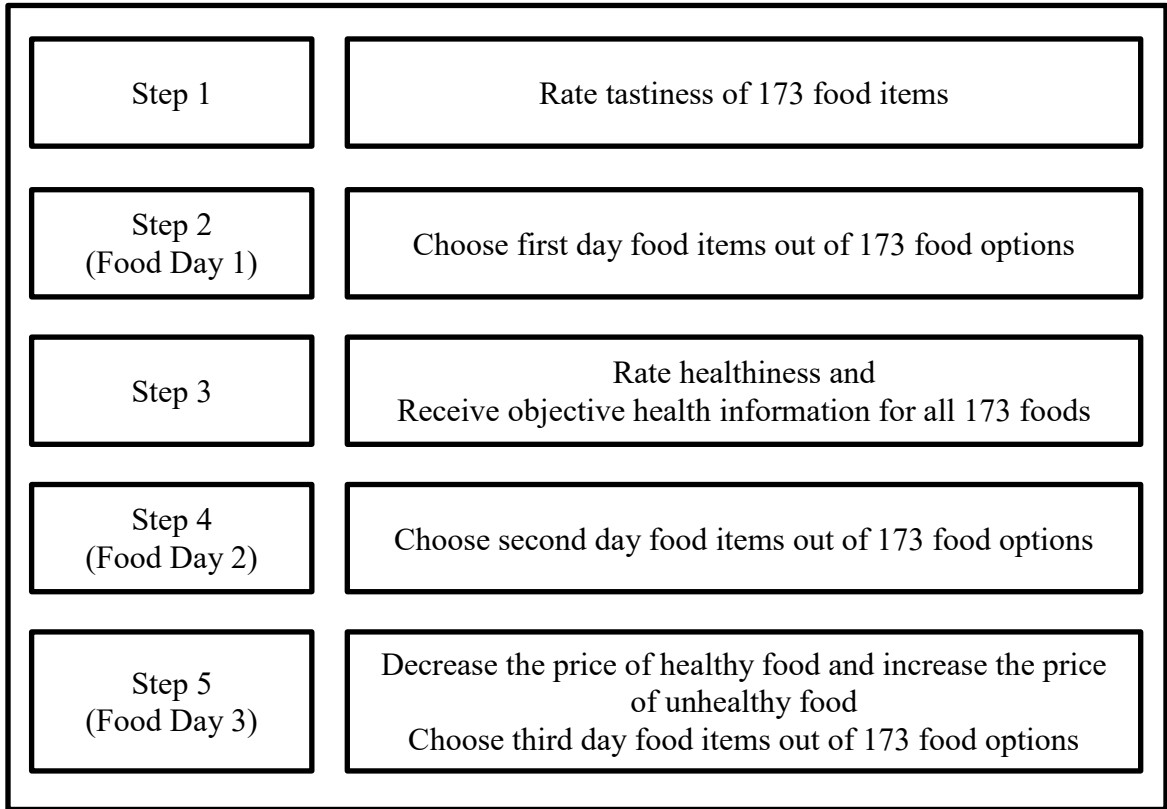 Step 1
Rate tastiness of 173 food items
Step 2
(Food Day 1)
Choose first day food items out of 173 food options
Step 3
Rate healthiness and
Receive objective health information for all 173 foods
Step 4
(Food Day 2)
Choose second day food items out of 173 food options
Step 5
(Food Day 3)
Decrease the price of healthy food and increase the price
of unhealthy food
Choose third day food items out of 173 food options